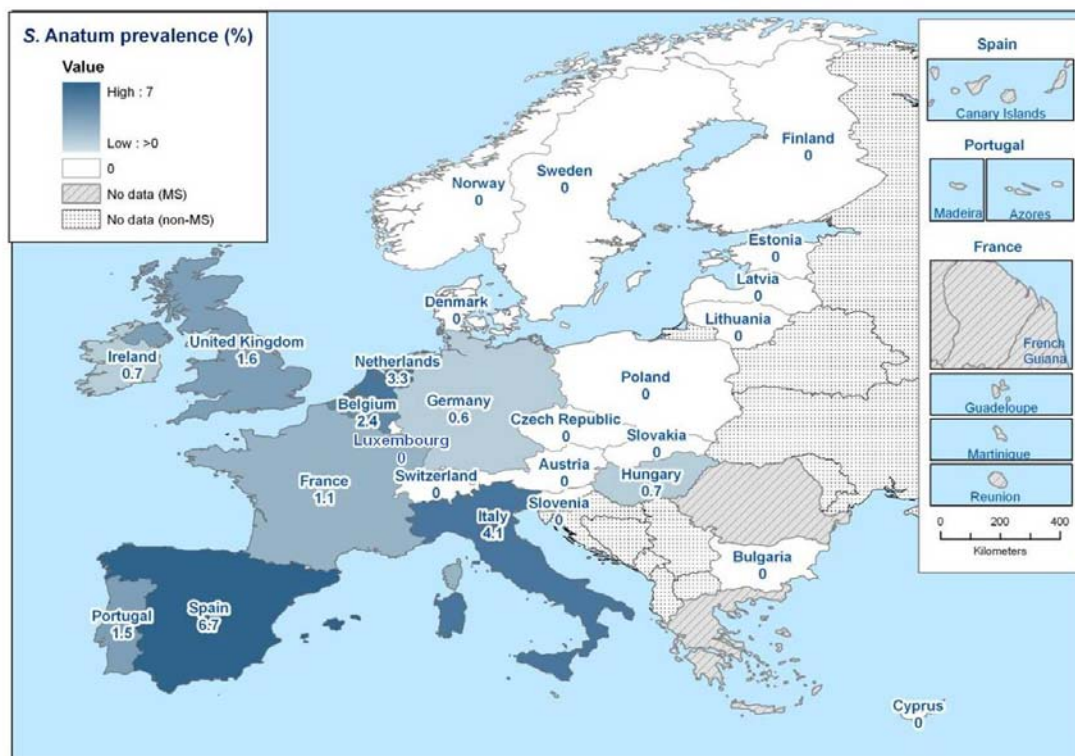 S. Anatum prevalence (%)
Value
High : 7
Low : >0
0
No data (MS)
No data (non-MS)
Spain
Canary Islands
Portugal
Madeira
Azores
France
French
Guiana
Guadeloupe
Martinique
Reunion
0 200 400
Kilometers
Norway
0
Sweden
0
Finland
0
Estonia
0
Latvia
0
Lithuania
0
Denmark
0
Ireland
0.7
United Kingdom
1.6
Netherlands
3.3
Belgium
2.4
Luxembourg
0
Germany
0.6
Poland
0
Czech Republic
0
Slovakia
0
Austria
0
Hungary
0.7
Switzerland
0
Slovenia
0
France
1.1
Italy
4.1
Bulgaria
0
Portugal
1.5
Spain
6.7
Cyprus
0